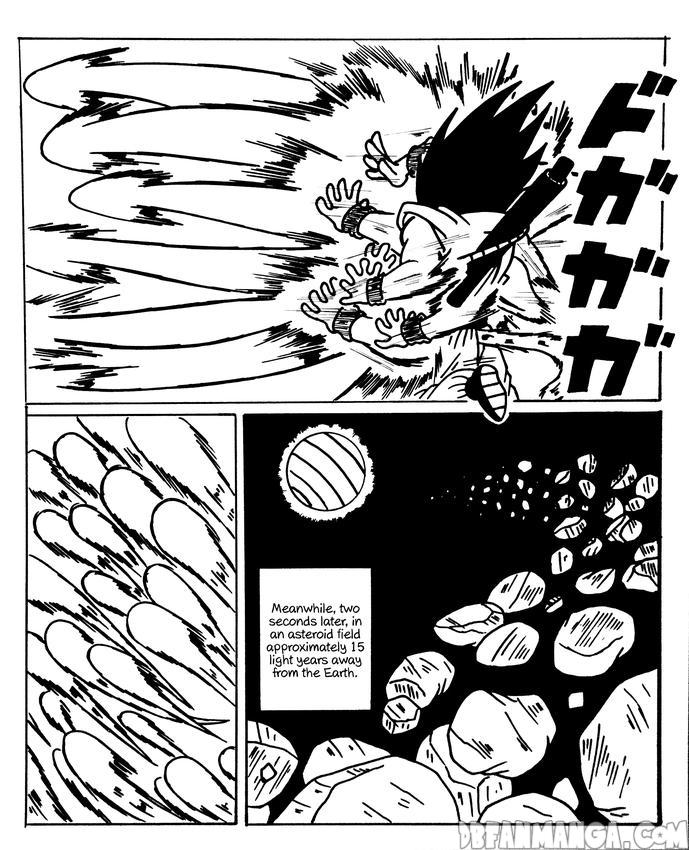 ドガガガ
Meanwhile, two
seconds later, in
an asteroid field
approximately 15
light years away
from the Earth.
DBFANMANGA.COM